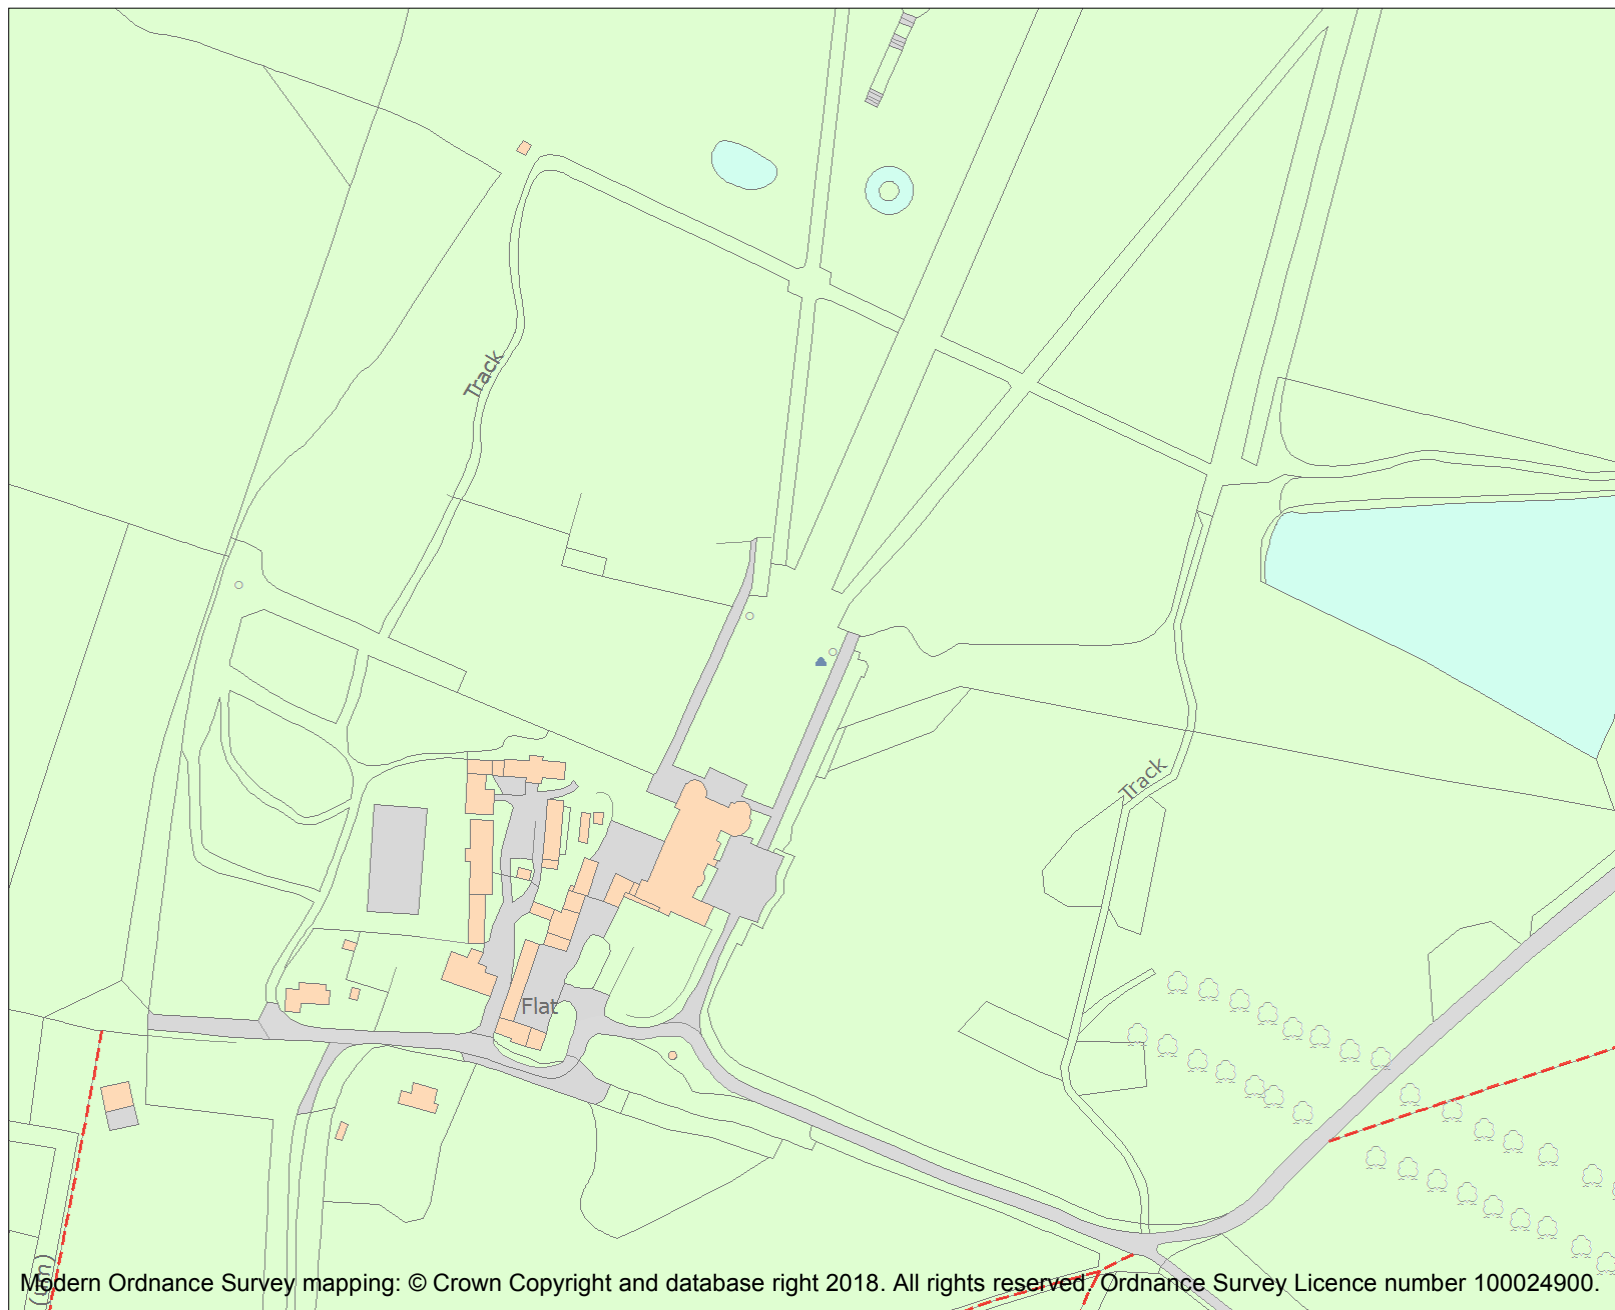 Track
Track
Flat
(um)
Modern Ordnance Survey mapping: © Crown Copyright and database right 2018. All rights reserved. Ordnance Survey Licence number 100024900.